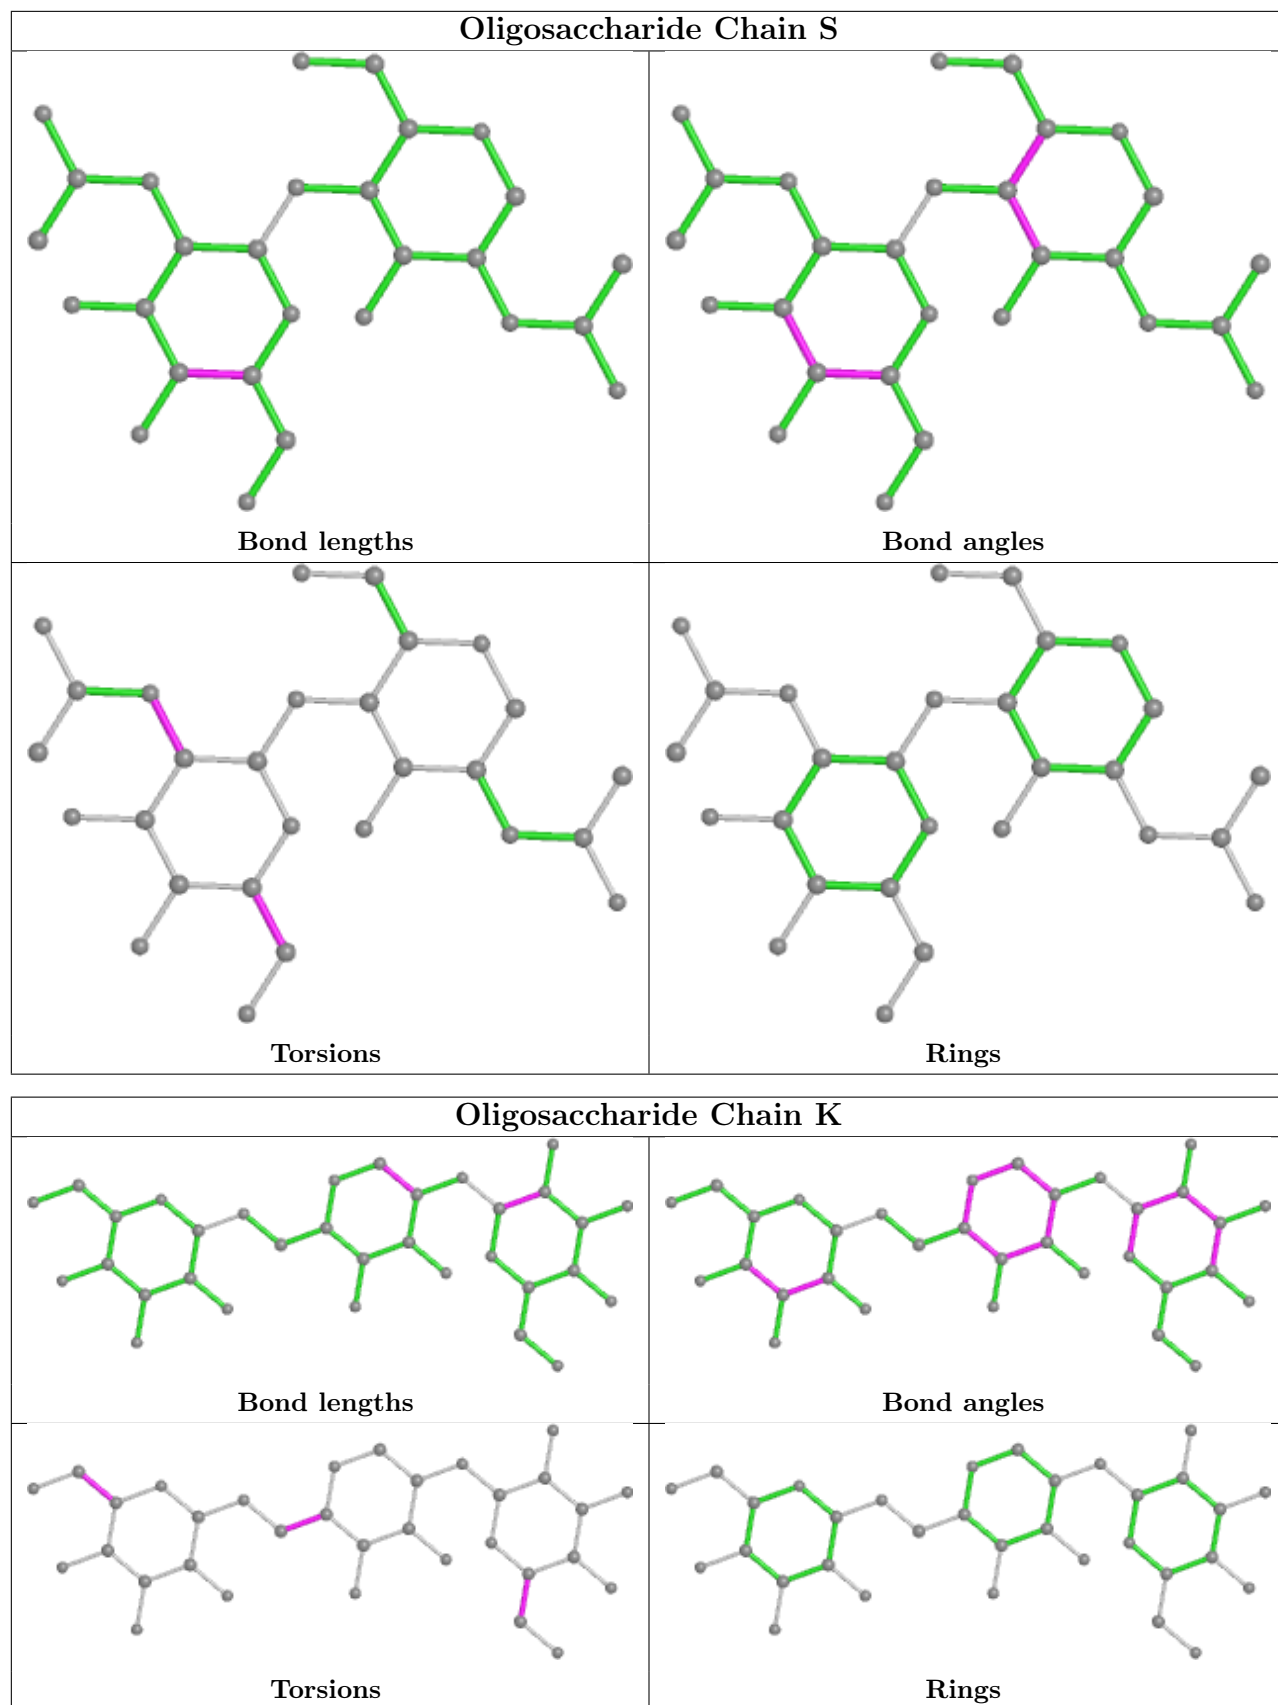 Oligosaccharide Chain S
Bond lengths
Bond angles
Torsions
Rings
Oligosaccharide Chain K
Bond lengths
Bond angles
Torsions
Rings